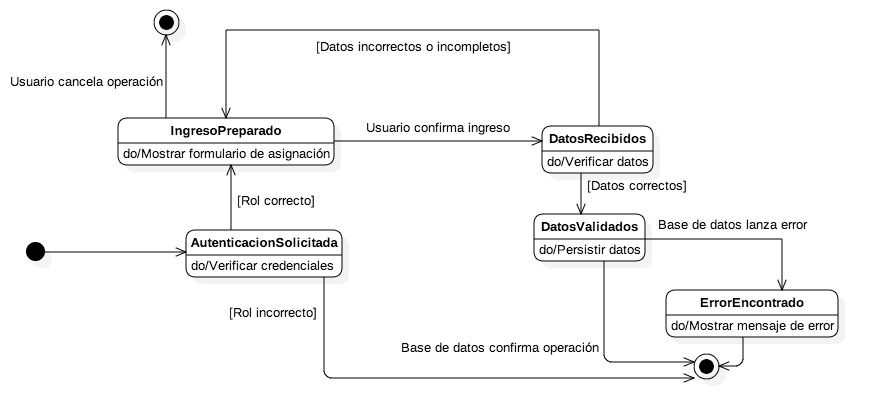 [Datos incorrectos o incompletos]
Usuario cancela operación
IngresoPreparado
do/Mostrar formulario de asignación
Usuario confirma ingreso
DatosRecibidos
do/Verificar datos
[Datos correctos]
[Rol correcto]
DatosValidados
do/Persistir datos
Base de datos lanza error
AutenticacionSolicitada
do/Verificar credenciales
ErrorEncontrado
do/Mostrar mensaje de error
[Rol incorrecto]
Base de datos confirma operación